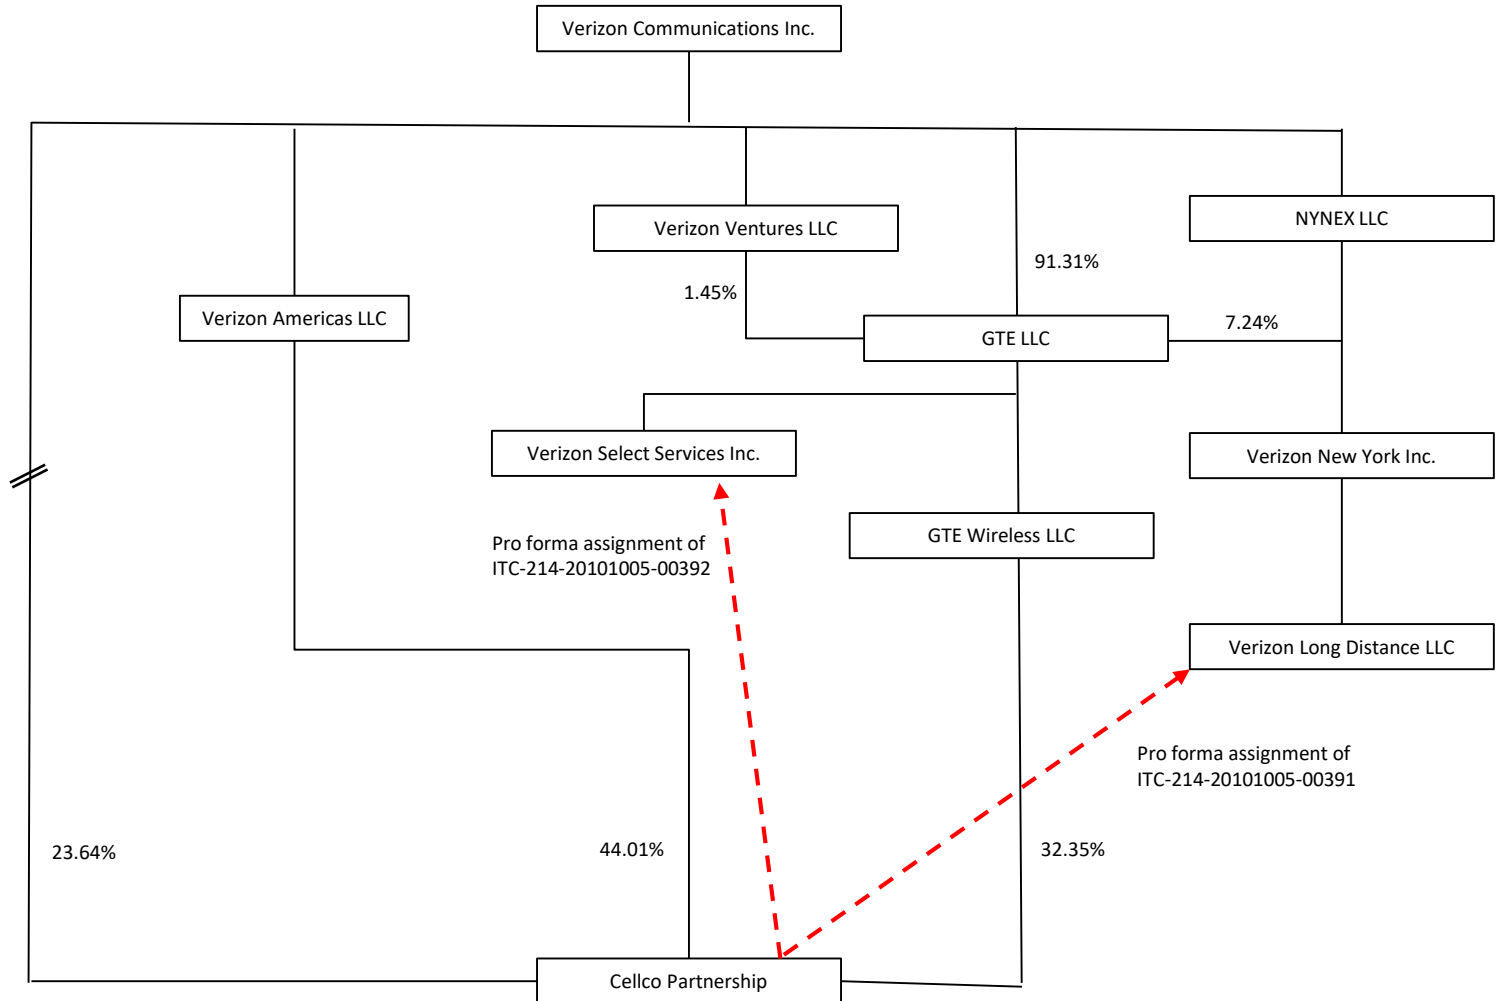 Verizon Communications Inc.
Verizon Ventures LLC
NYNEX LLC
91.31%
1.45%
Verizon Americas LLC
7.24%
GTE LLC
Verizon Select Services Inc.
Verizon New York Inc.
GTE Wireless LLC
Pro forma assignment of
ITC-214-20101005-00392
Verizon Long Distance LLC
Pro forma assignment of
ITC-214-20101005-00391
23.64%
44.01%
32.35%
Cellco Partnership